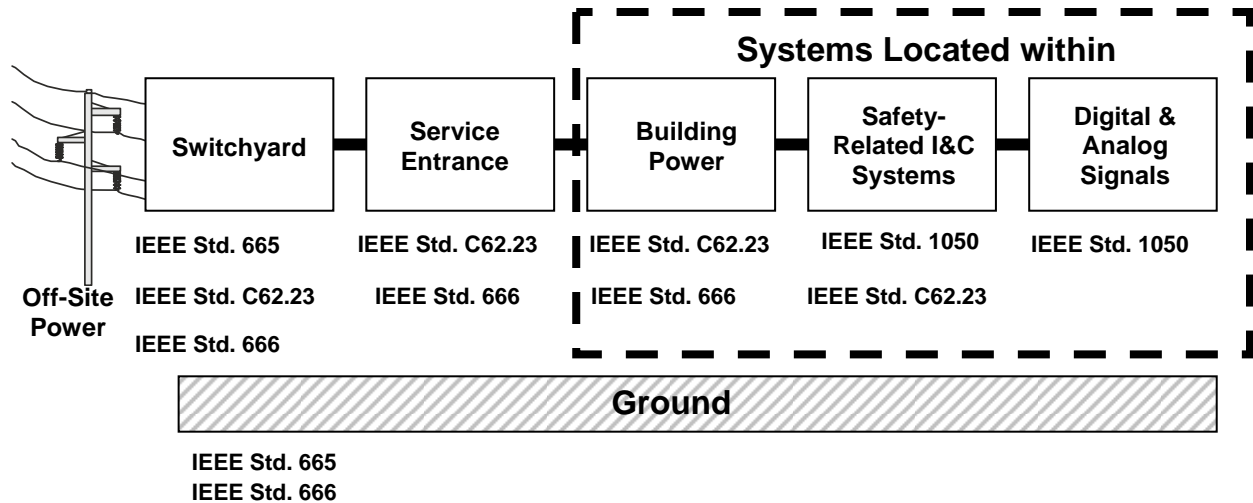 Systems Located within
Switchyard
Service
Entrance
Building
Power
Safety-
Related I&C
Systems
Digital &
Analog
Signals
Off-Site
Power
IEEE Std. 665
IEEE Std. C62.23
IEEE Std. 666
IEEE Std. C62.23
IEEE Std. 666
IEEE Std. C62.23
IEEE Std. 666
IEEE Std. 1050
IEEE Std. C62.23
IEEE Std. 1050
Ground
IEEE Std. 665
IEEE Std. 666